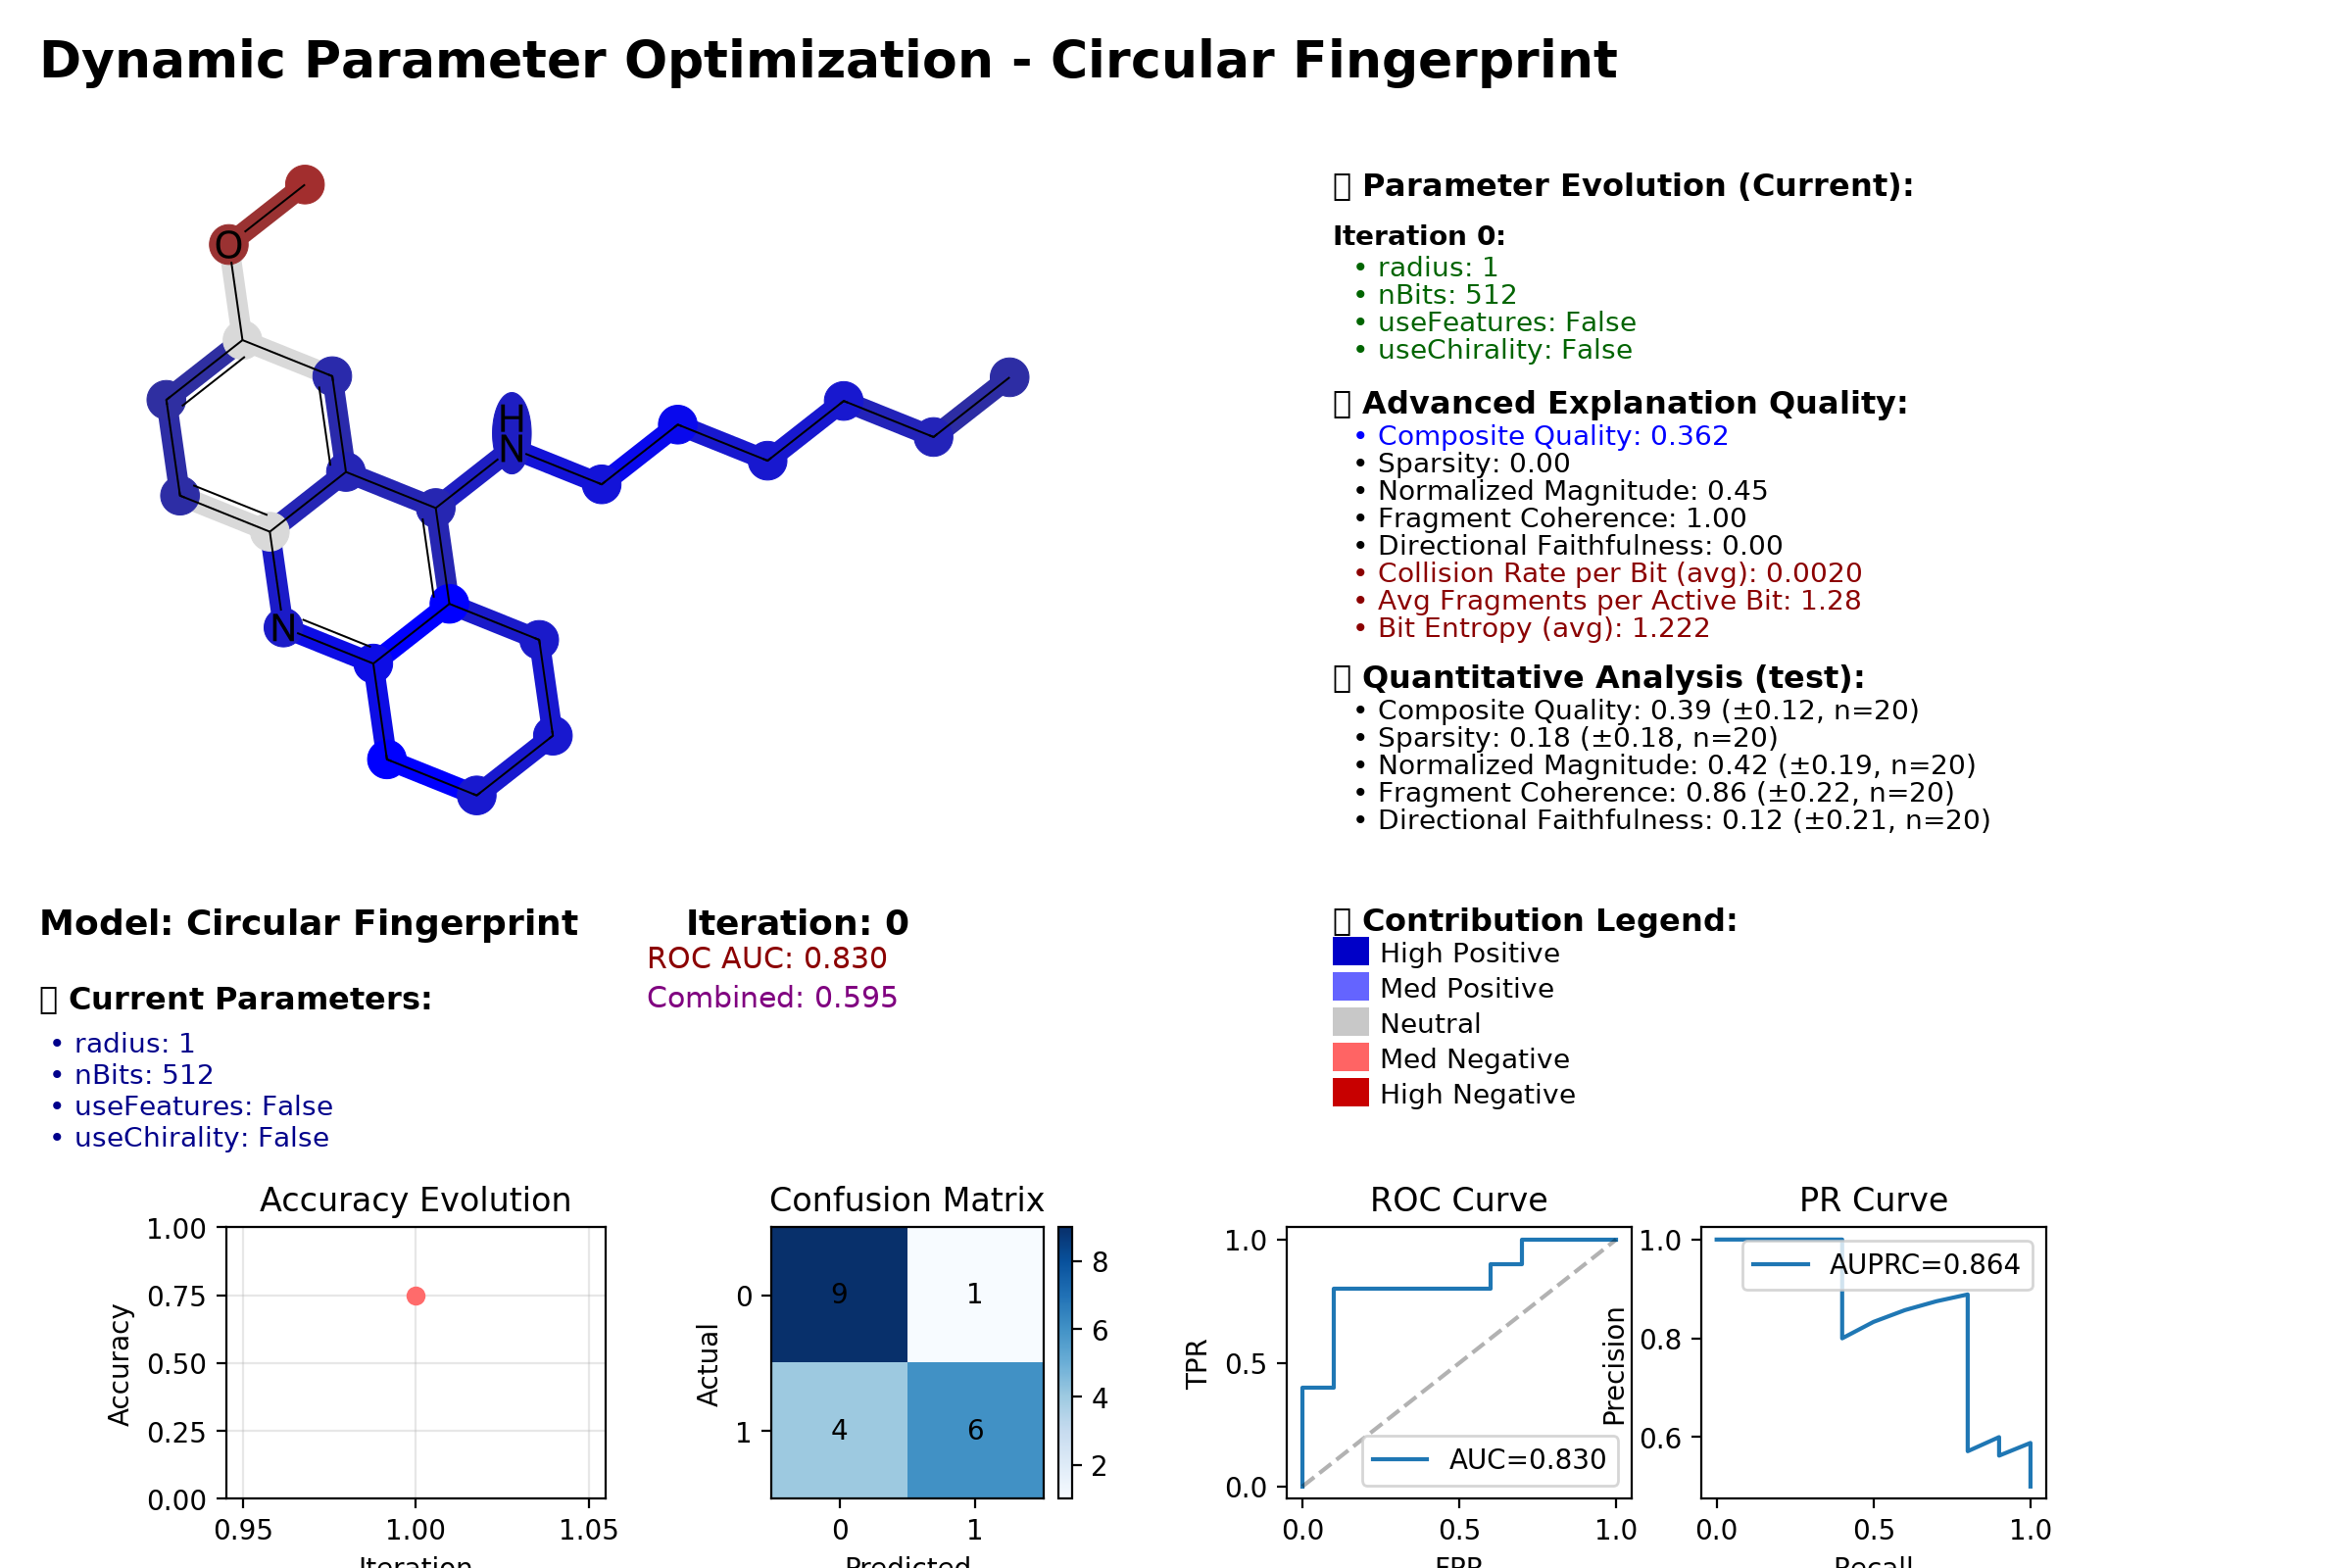 Dynamic Parameter Optimization - Circular Fingerprint
O
H
N
N
Parameter Evolution (Current):
Iteration 0:
• radius: 1
• nBits: 512
• useFeatures: False
• useChirality: False
Advanced Explanation Quality:
• Composite Quality: 0.362
• Sparsity: 0.00
• Normalized Magnitude: 0.45
• Fragment Coherence: 1.00
• Directional Faithfulness: 0.00
• Collision Rate per Bit (avg): 0.0020
• Avg Fragments per Active Bit: 1.28
• Bit Entropy (avg): 1.222
Quantitative Analysis (test):
• Composite Quality: 0.39 (±0.12, n=20)
• Sparsity: 0.18 (±0.18, n=20)
• Normalized Magnitude: 0.42 (±0.19, n=20)
• Fragment Coherence: 0.86 (±0.22, n=20)
• Directional Faithfulness: 0.12 (±0.21, n=20)
Model: Circular Fingerprint
Iteration: 0
ROC AUC: 0.830
Combined: 0.595
Current Parameters:
• radius: 1
• nBits: 512
• useFeatures: False
• useChirality: False
Contribution Legend:
High Positive
Med Positive
Neutral
Med Negative
High Negative
Accuracy Evolution
Accuracy
1.00
0.75
0.50
0.25
0.00
0.95 1.00 1.05
Iteration
Confusion Matrix
Actual
0
1
9 1
4 6
0 1
Predicted
8
6
4
2
ROC Curve
TPR
1.0
0.5
0.0
AUC=0.830
0.0 0.5 1.0
FPR
PR Curve
Precision
1.0
0.8
0.6
AUPRC=0.864
0.0 0.5 1.0
Recall